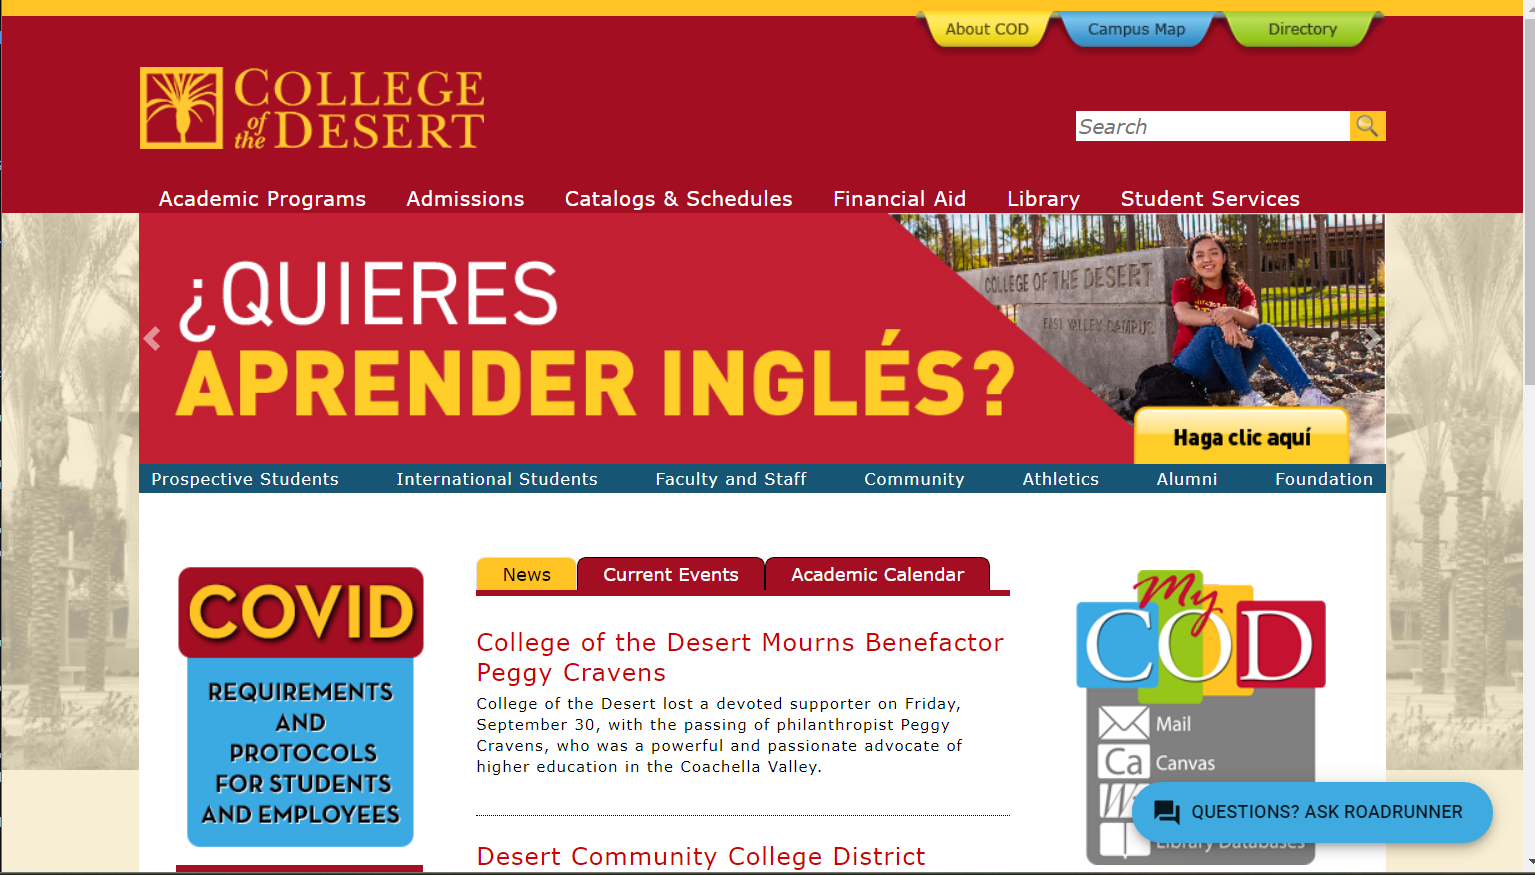 About COD
Campus Map
Directory
COLLEGE
of the DESERT
Search
Academic Programs
Admissions
Catalogs & Schedules
Financial Aid
Library
Student Services
¿QUIERES
APRENDER INGLÉS?
COLLEGE OF THE DESERT
EAST VALLEY CAMPUS
Haga clic aquí
Prospective Students
International Students
Faculty and Staff
Community
Athletics
Alumni
Foundation
COVID
REQUIREMENTS
AND
PROTOCOLS
FOR STUDENTS
AND EMPLOYEES
News
Current Events
Academic Calendar
College of the Desert Mourns Benefactor
Peggy Cravens
College of the Desert lost a devoted supporter on Friday,
September 30, with the passing of philanthropist Peggy
Cravens, who was a powerful and passionate advocate of
higher education in the Coachella Valley.
Desert Community College District
My
COD
Mail
Ca Canvas
QUESTIONS? ASK ROADRUNNER
Library Databases